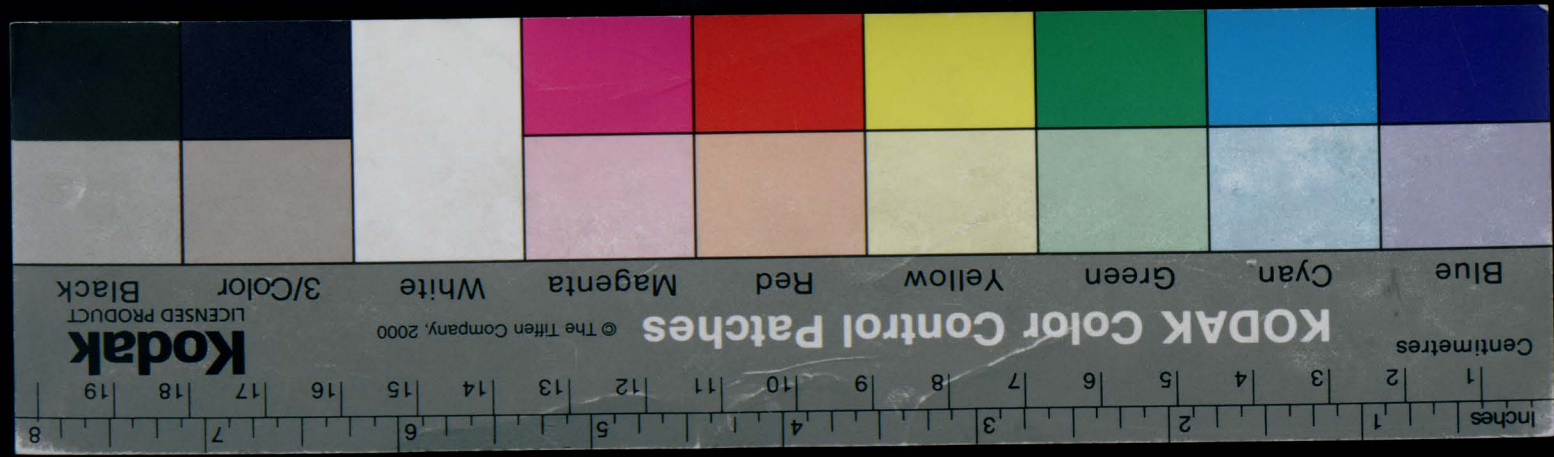 Inches 1 2 3 4 5 6 7 8
Centimetres 1 2 3 4 5 6 7 8 9 10 11 12 13 14 15 16 17 18 19
KODAK Color Control Patches © The Tiffen Company, 2000 Kodak
LICENSED PRODUCT
Blue Cyan Green Yellow Red Magenta White 3/Color Black